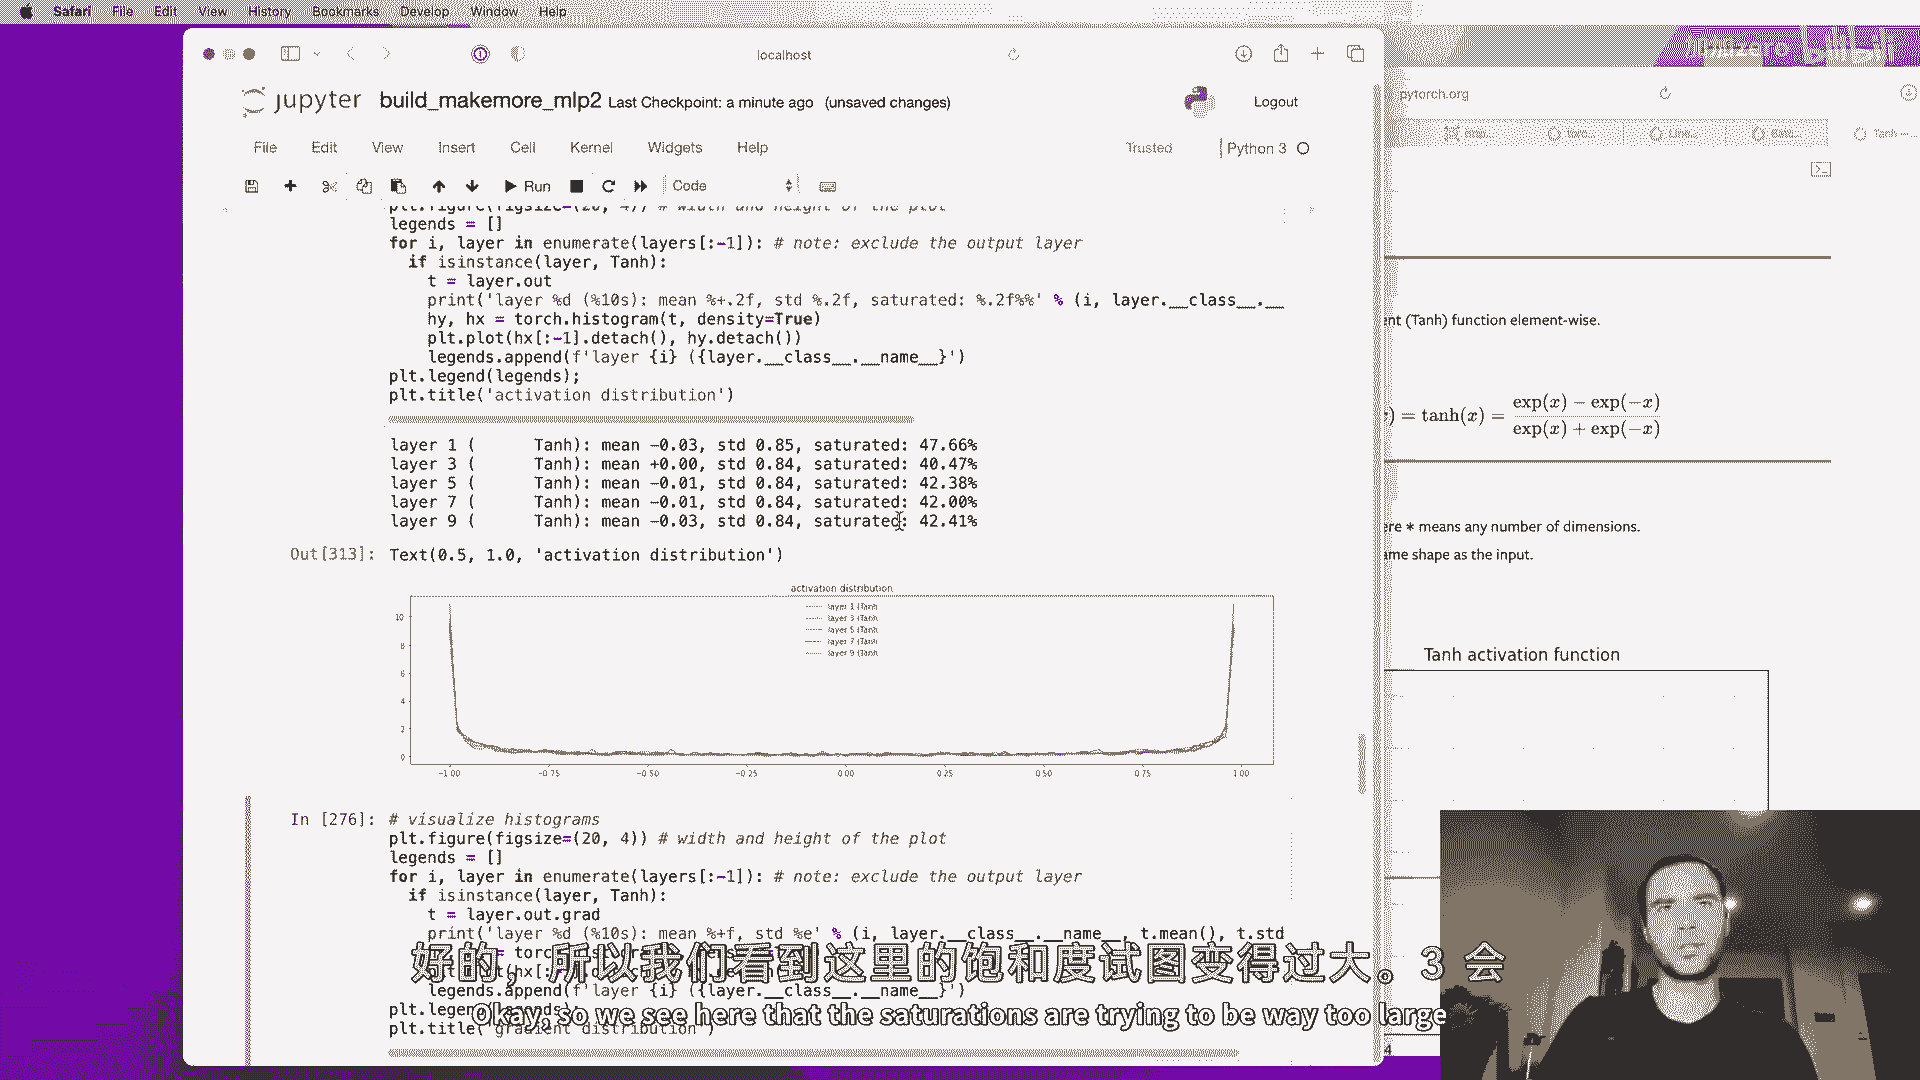 Safari File Edit View History Bookmarks Develop Window Help
localhost
pytorch.org
jupyter build_makemore_mlp2 Last Checkpoint: a minute ago (unsaved changes)
Logout
Tanh
File Edit View Insert Cell Kernel Widgets Help
Trusted
Python 3
Run
Code
plt.figure(figsize=(20, 4)) # width and height of the plot
legends = []
for i, layer in enumerate(layers[:-1]): # note: exclude the output layer
if isinstance(layer, Tanh):
t = layer.out
print('layer %d (%10s): mean %+.2f, std %.2f, saturated: %.2f%%' % (i, layer.__class__.__
hy, hx = torch.histogram(t, density=True)
plt.plot(hx[:-1].detach(), hy.detach())
legends.append(f'layer {i} ({layer.__class__.__name__}')
plt.legend(legends);
plt.title('activation distribution')
layer 1 ( Tanh): mean -0.03, std 0.85, saturated: 47.66%
layer 3 ( Tanh): mean +0.00, std 0.84, saturated: 40.47%
layer 5 ( Tanh): mean -0.01, std 0.84, saturated: 42.38%
layer 7 ( Tanh): mean -0.01, std 0.84, saturated: 42.00%
layer 9 ( Tanh): mean -0.03, std 0.84, saturated: 42.41%
Out[313]: Text(0.5, 1.0, 'activation distribution')
activation distribution
layer 1 (Tanh
layer 3 (Tanh
layer 5 (Tanh
layer 7 (Tanh
layer 9 (Tanh
10
8
6
4
2
0
-1.00 -0.75 -0.50 -0.25 0.00 0.25 0.50 0.75 1.00
In [276]: # visualize histograms
plt.figure(figsize=(20, 4)) # width and height of the plot
legends = []
for i, layer in enumerate(layers[:-1]): # note: exclude the output layer
if isinstance(layer, Tanh):
t = layer.out.grad
print('layer %d (%10s): mean %+f, std %e' % (i, layer.__class__.__name__, t.mean(), t.std
legends.append(f'layer {i} ({layer.__class__.__name__}')
nt (Tanh) function element-wise.
) = tanh(x) = exp(x) − exp(−x)
exp(x) + exp(−x)
ere * means any number of dimensions.
ame shape as the input.
Tanh activation function
4
好的，所以我们看到这里的饱和度试图变得过大。3 会
Okay, so we see here that the saturations are trying to be way too large